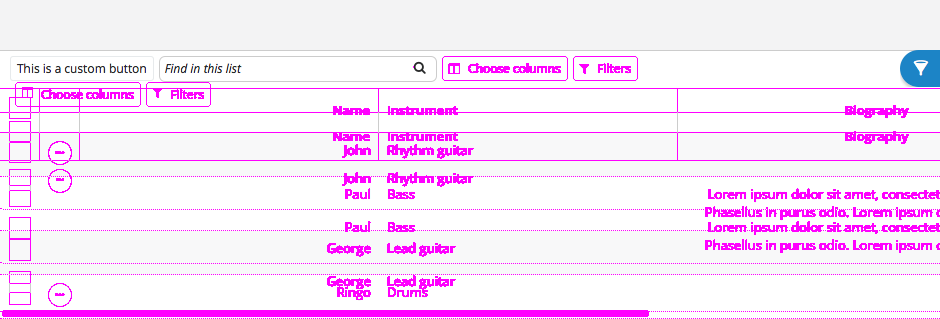 This is a custom button Find in this list Choose columns Filters
Choose columns Filters
Name Instrument Biography
Name Instrument Biography
John Rhythm guitar
John Rhythm guitar
Paul Bass Lorem ipsum dolor sit amet, consectet
Phasellus in purus odio. Lorem ipsum
Paul Bass Lorem ipsum dolor sit amet, consectet
George Lead guitar Phasellus in purus odio. Lorem ipsum
George Lead guitar
Ringo Drums